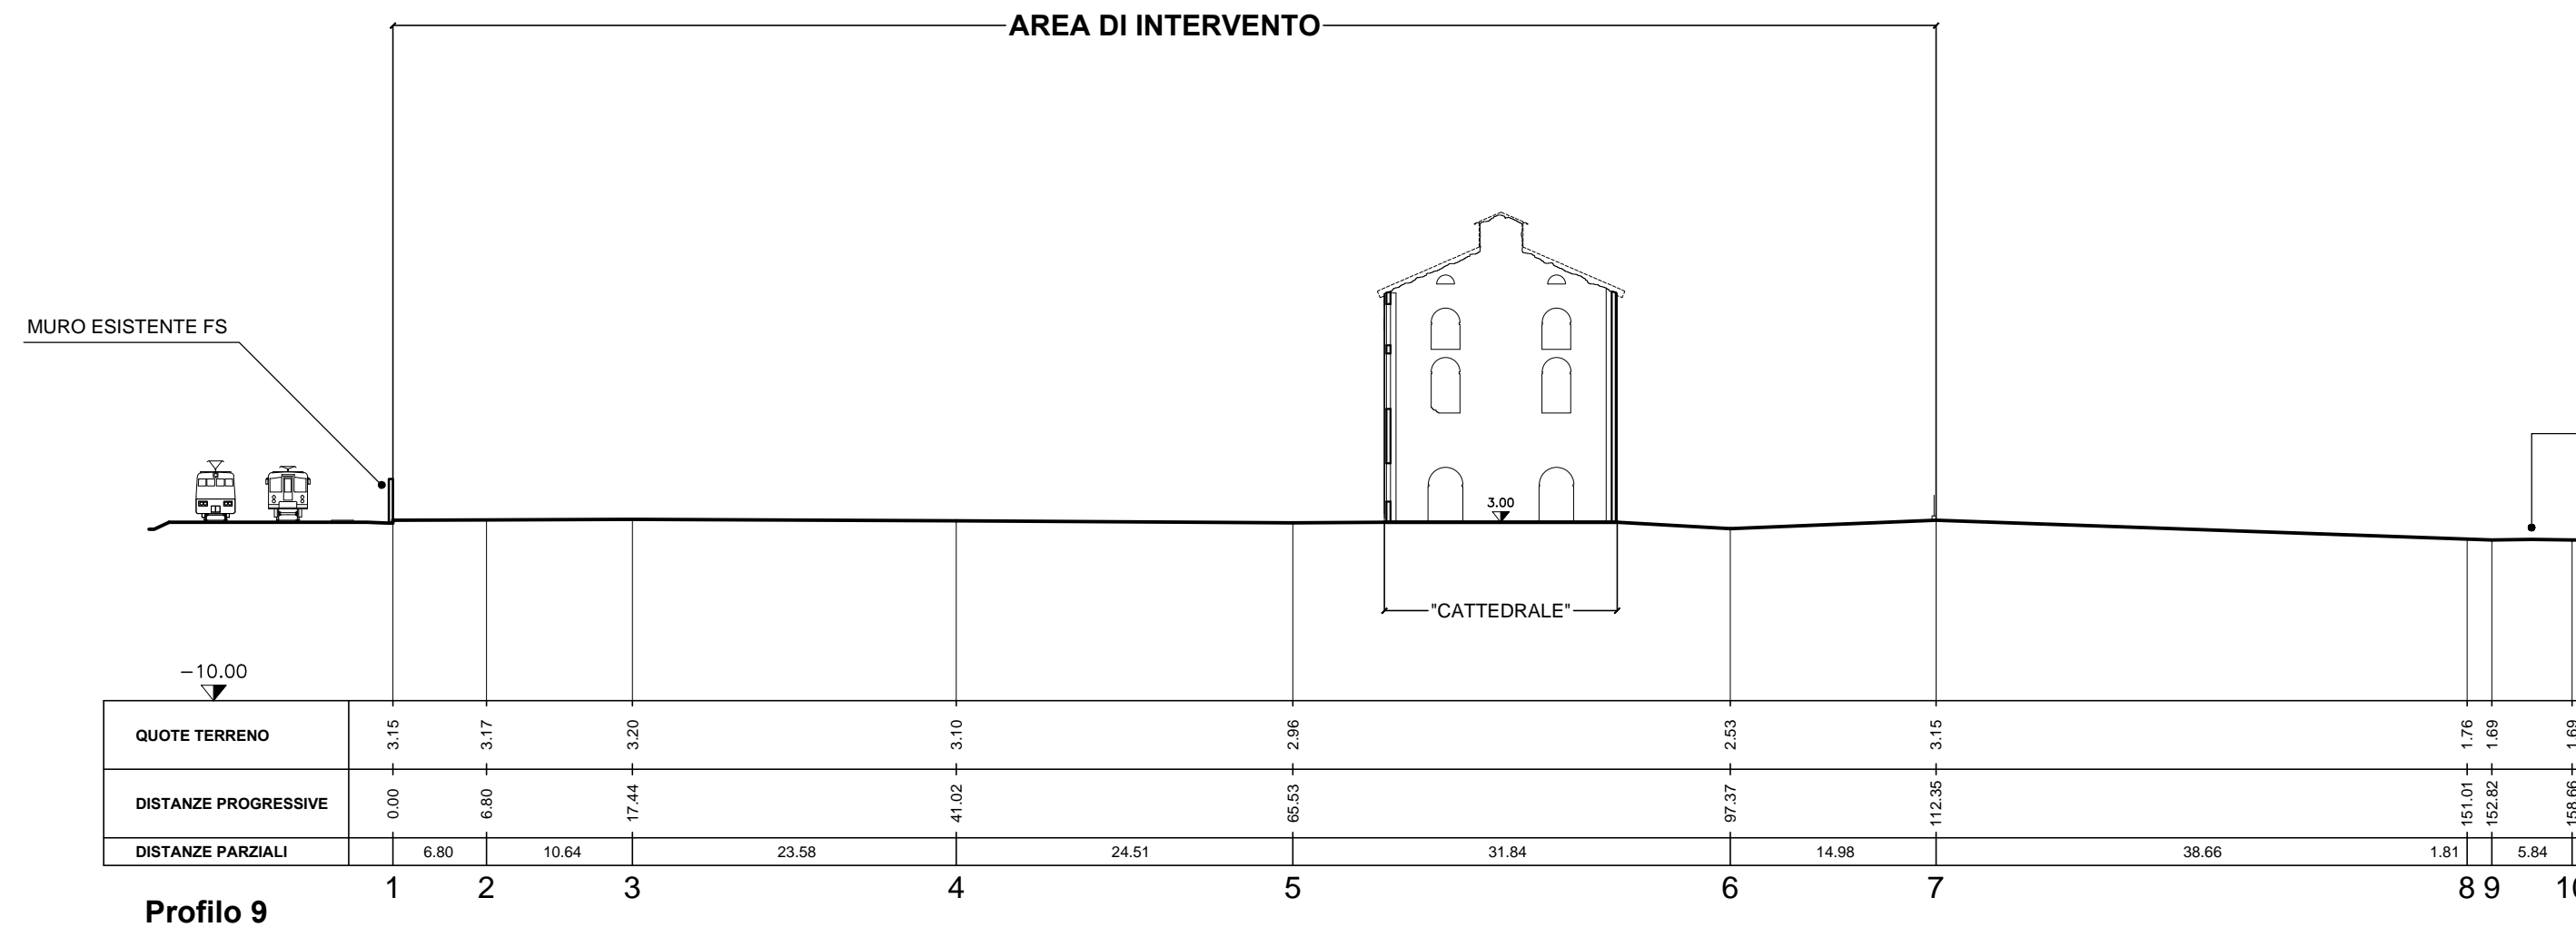 AREA DI INTERVENTO
MURO ESISTENTE FS
3.00
"CATTEDRALE"
−10.00
QUOTE TERRENO 3.15 3.17 3.20 3.10 2.96 2.53 3.15 1.76 1.69 1.69
DISTANZE PROGRESSIVE 0.00 6.80 17.44 41.02 65.53 97.37 112.35 151.01 152.82 158.66
DISTANZE PARZIALI 6.80 10.64 23.58 24.51 31.84 14.98 38.66 1.81 5.84
1 2 3 4 5 6 7 8 9 10
Profilo 9